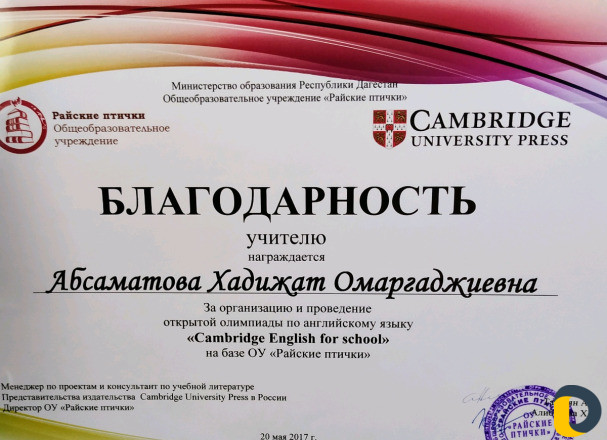 Министерство образования Республики Дагестан
Общеобразовательное учреждение «Райские птички»
Райские птички
Общеобразовательное
учреждение
CAMBRIDGE
UNIVERSITY PRESS
БЛАГОДАРНОСТЬ
учителю
награждается
Абсаматова Хадижат Омаргаджиевна
За организацию и проведение
открытой олимпиады по английскому языку
«Cambridge English for school»
на базе ОУ «Райские птички»
Менеджер по проектам и консультант по учебной литературе
Представительства издательства Cambridge University Press в России
Директор ОУ «Райские птички»
ОУ
"РАЙСКИЕ
ПТИЧКИ"
20 мая 2017 г.